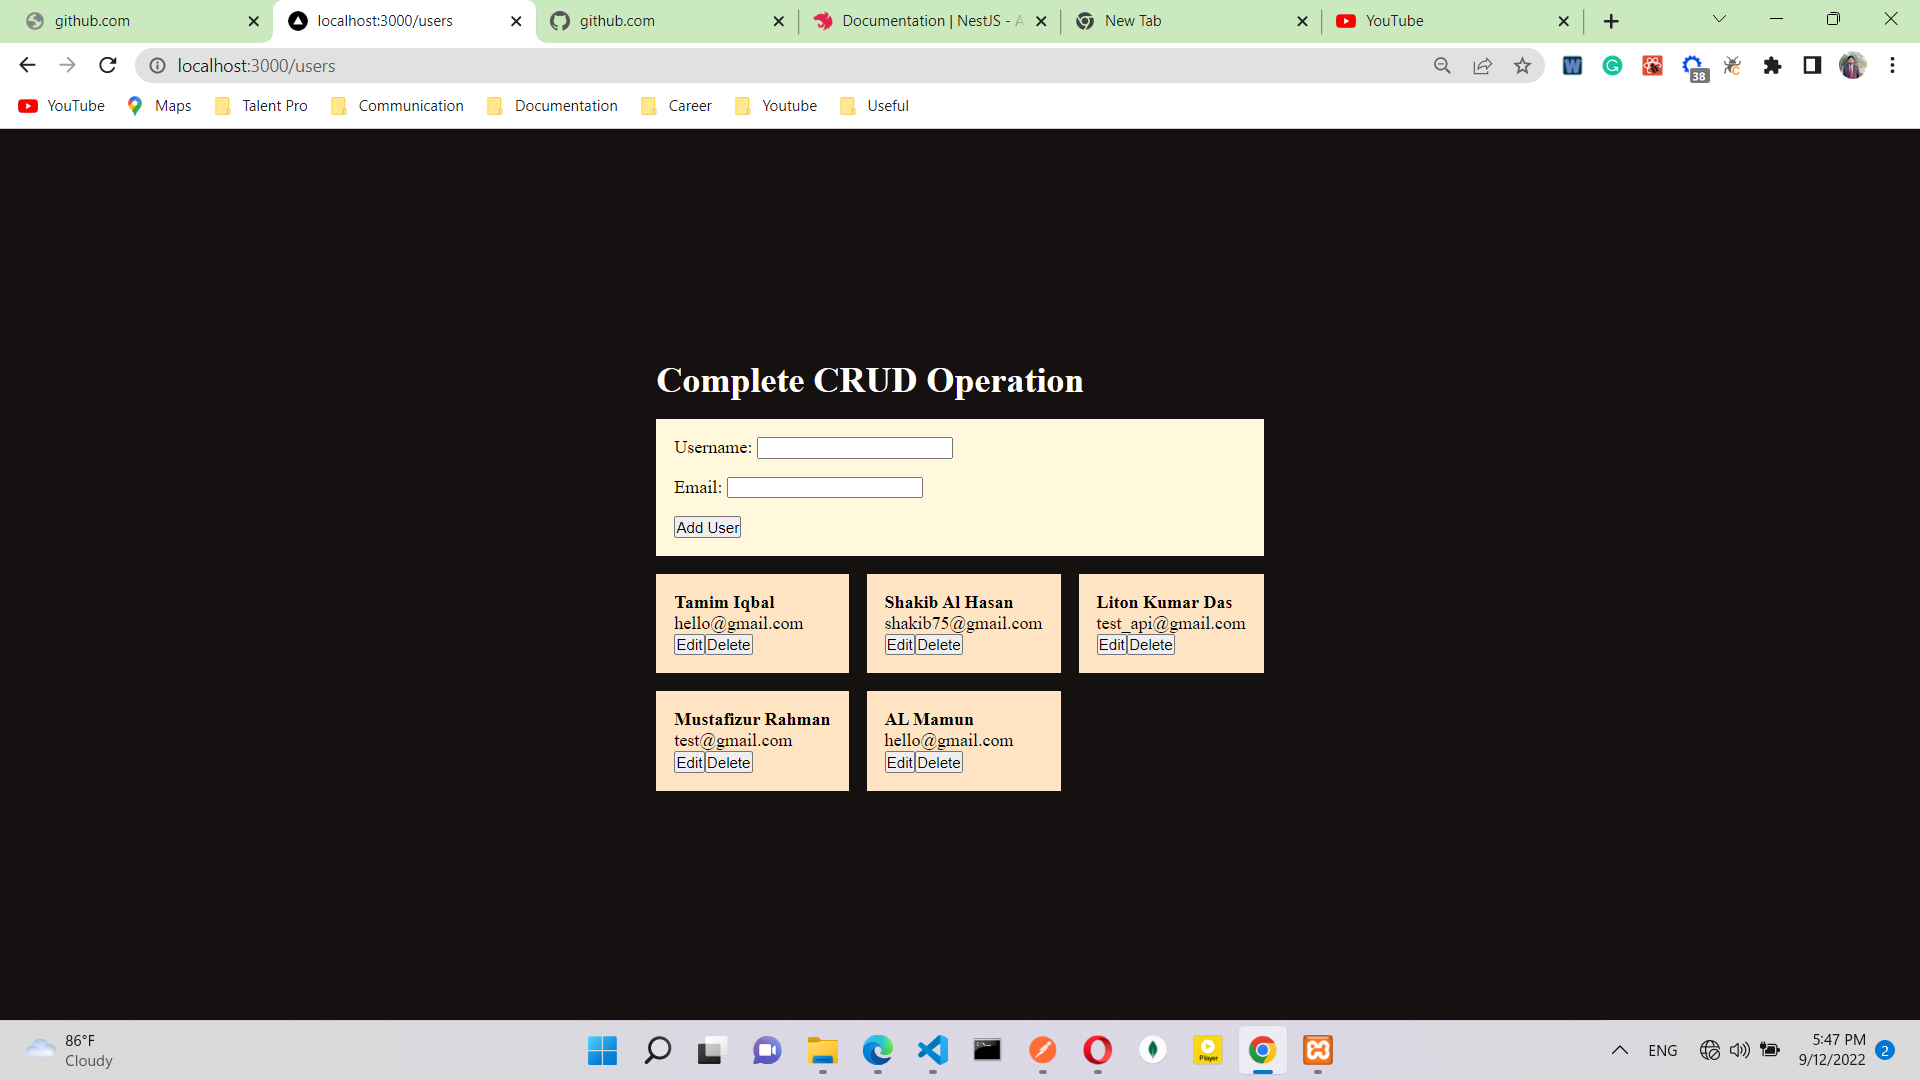 github.com
localhost:3000/users
github.com
Documentation | NestJS - A
New Tab
YouTube
localhost:3000/users
W
G
38
YouTube
Maps
Talent Pro
Communication
Documentation
Career
Youtube
Useful
Complete CRUD Operation
Username:
Email:
Add User
Tamim Iqbal
hello@gmail.com
Edit Delete
Shakib Al Hasan
shakib75@gmail.com
Edit Delete
Liton Kumar Das
test_api@gmail.com
Edit Delete
Mustafizur Rahman
test@gmail.com
Edit Delete
AL Mamun
hello@gmail.com
Edit Delete
86°F
Cloudy
Player
ENG
5:47 PM
9/12/2022
2